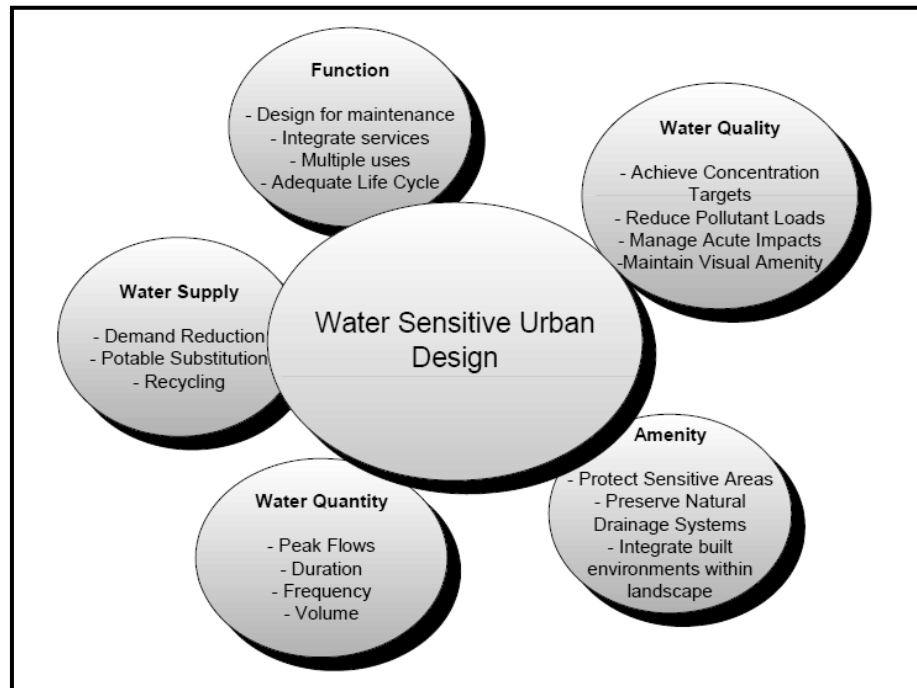 Function
- Design for maintenance
- Integrate services
- Multiple uses
- Adequate Life Cycle
Water Quality
- Achieve Concentration
Targets
- Reduce Pollutant Loads
- Manage Acute Impacts
-Maintain Visual Amenity
Water Supply
- Demand Reduction
- Potable Substitution
- Recycling
Water Sensitive Urban
Design
Water Quantity
- Peak Flows
- Duration
- Frequency
- Volume
Amenity
- Protect Sensitive Areas
- Preserve Natural
Drainage Systems
- Integrate built
environments within
landscape